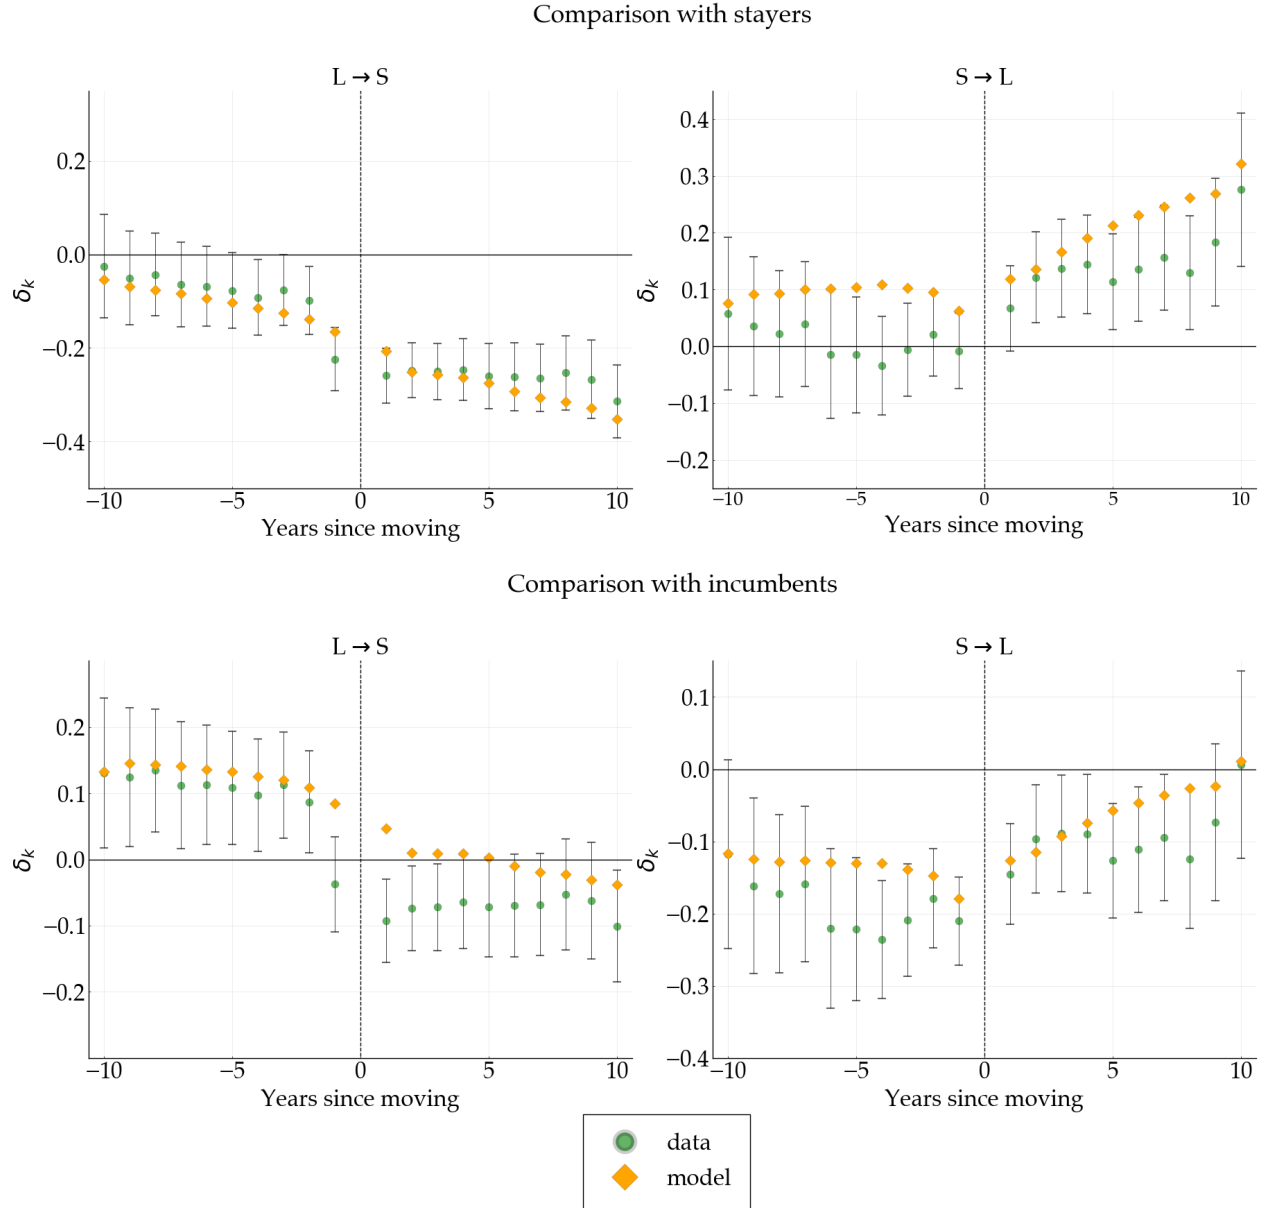 Comparison with stayers
L → S
S → L
0.2
0.0
−0.2
−0.4
δk
−10
−5
0
5
10
Years since moving
0.4
0.3
0.2
0.1
0.0
−0.1
−0.2
δk
−10
−5
0
5
10
Years since moving
Comparison with incumbents
L → S
S → L
0.2
0.1
0.0
−0.1
−0.2
δk
−10
−5
0
5
10
Years since moving
0.1
0.0
−0.1
−0.2
−0.3
−0.4
δk
−10
−5
0
5
10
Years since moving
data
model